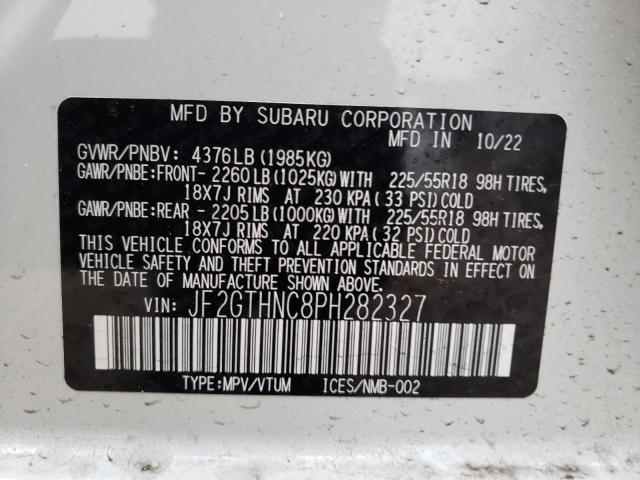 MFD BY SUBARU CORPORATION
MFD IN 10/22
GVWR/PNBV: 4376LB(1985KG)
GAWR/PNBE:FRONT- 2260LB(1025KG)WITH 225/55R18 98H TIRES,
18X7J RIMS AT 230 KPA(33 PSI)COLD
GAWR/PNBE:REAR - 2205LB(1000KG)WITH 225/55R18 98H TIRES,
18X7J RIMS AT 220 KPA(32 PSI)COLD
THIS VEHICLE CONFORMS TO ALL APPLICABLE FEDERAL MOTOR
VEHICLE SAFETY AND THEFT PREVENTION STANDARDS IN EFFECT ON
THE DATE OF MANUFACTURE SHOWN ABOVE.
VIN: JF2GTHNC8PH282327
TYPE:MPV/VTUM ICES/NMB-002